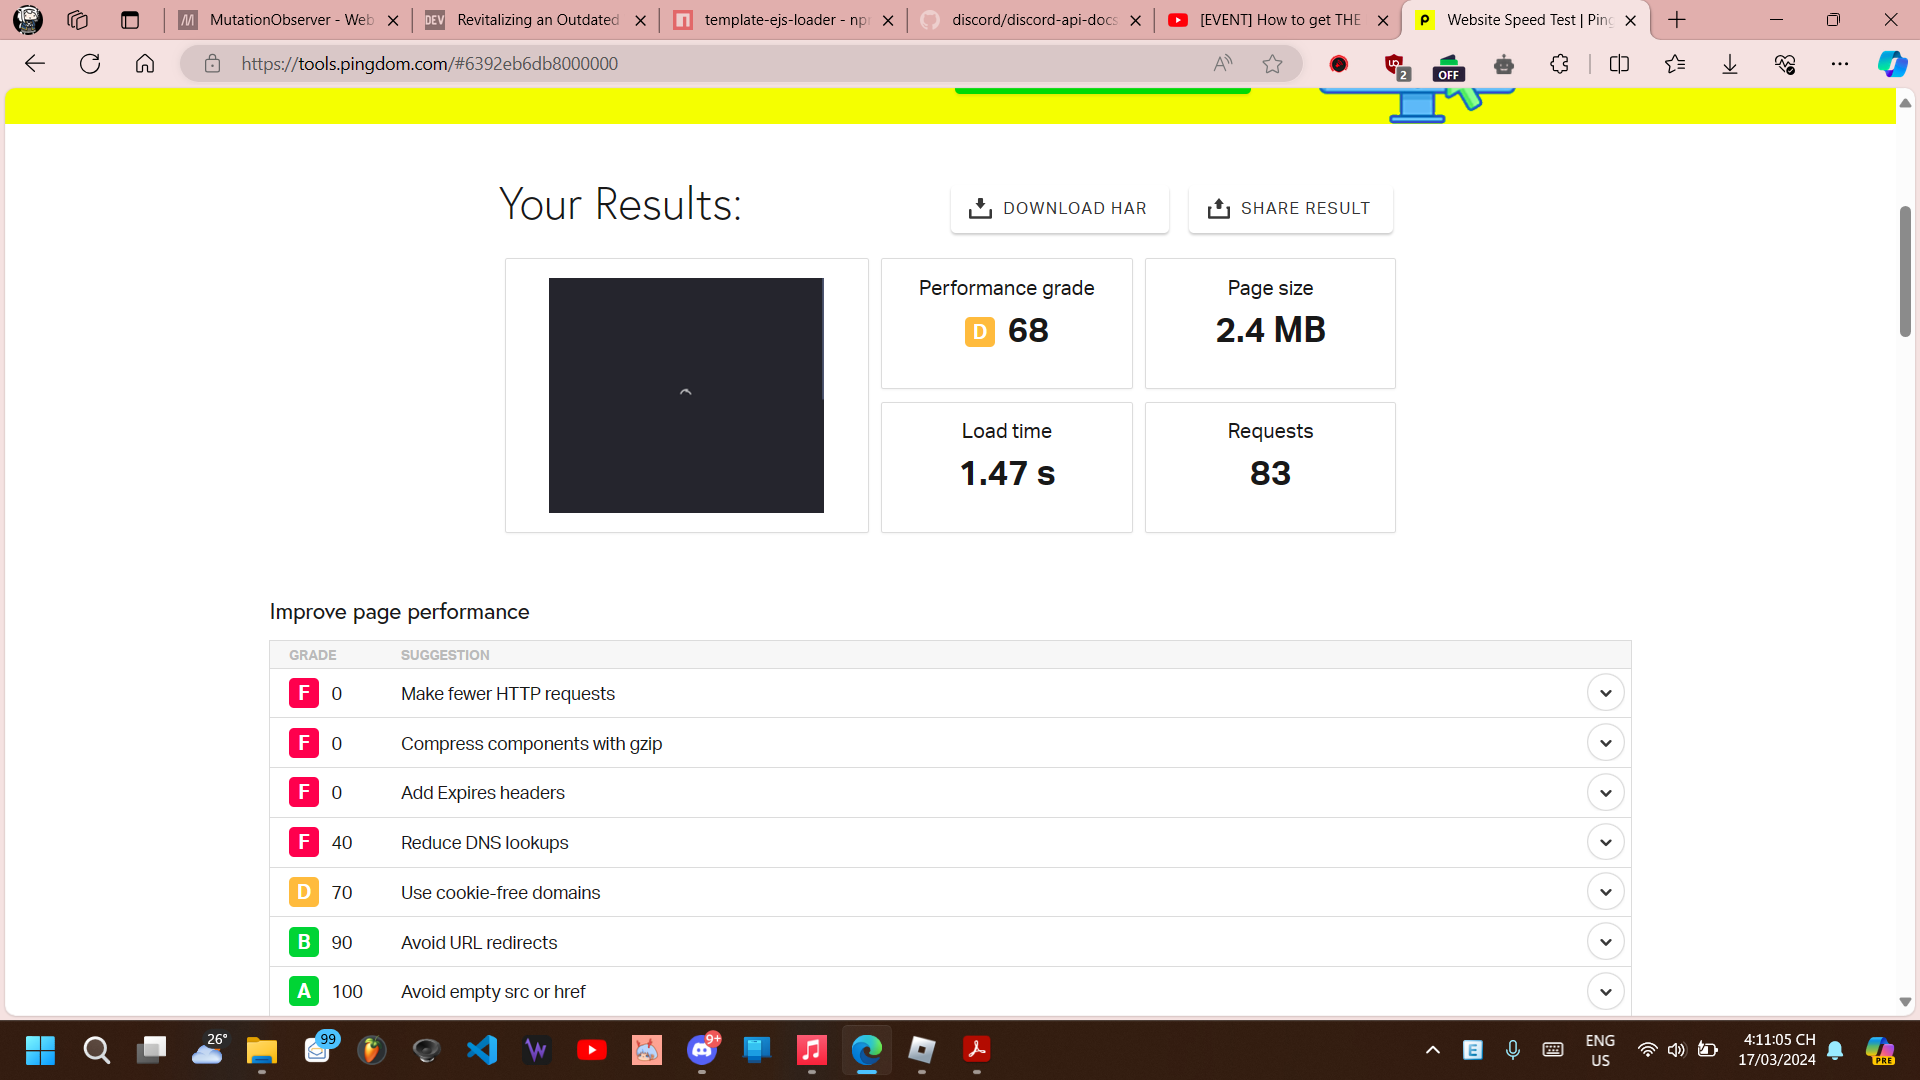 MutationObserver - Web
Revitalizing an Outdated
template-ejs-loader - np
discord/discord-api-docs
[EVENT] How to get THE
Website Speed Test | Ping
DEV
https://tools.pingdom.com/#6392eb6db8000000
2
OFF
Your Results:
DOWNLOAD HAR
SHARE RESULT
Performance grade
D 68
Page size
2.4 MB
Load time
1.47 s
Requests
83
Improve page performance
GRADE SUGGESTION
F 0 Make fewer HTTP requests
F 0 Compress components with gzip
F 0 Add Expires headers
F 40 Reduce DNS lookups
D 70 Use cookie-free domains
B 90 Avoid URL redirects
A 100 Avoid empty src or href
26°
99
9+
ENG
US
4:11:05 CH
17/03/2024
PRE